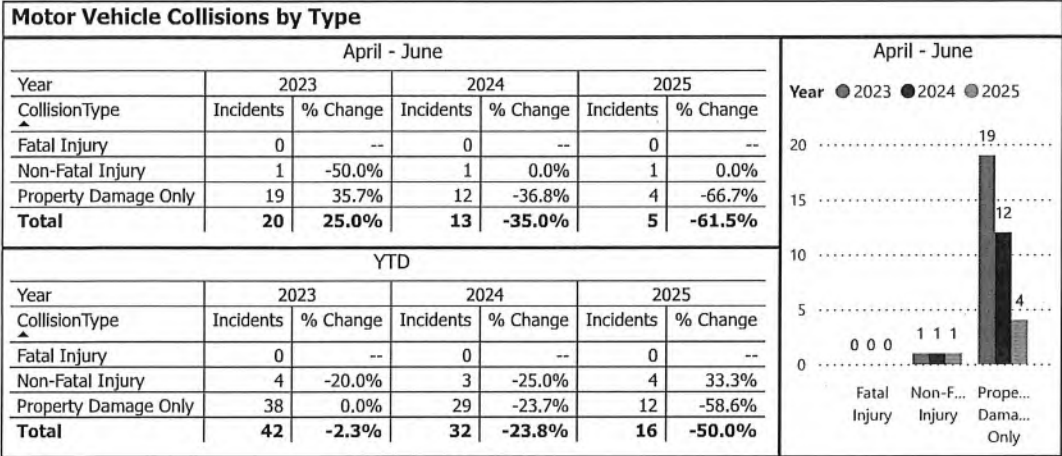 Motor Vehicle Collisions by Type
April - June
Year 2023 2024 2025
CollisionType Incidents % Change Incidents % Change Incidents % Change
Fatal Injury 0 -- 0 -- 0 --
Non-Fatal Injury 1 -50.0% 1 0.0% 1 0.0%
Property Damage Only 19 35.7% 12 -36.8% 4 -66.7%
Total 20 25.0% 13 -35.0% 5 -61.5%
YTD
Year 2023 2024 2025
CollisionType Incidents % Change Incidents % Change Incidents % Change
Fatal Injury 0 -- 0 -- 0 --
Non-Fatal Injury 4 -20.0% 3 -25.0% 4 33.3%
Property Damage Only 38 0.0% 29 -23.7% 12 -58.6%
Total 42 -2.3% 32 -23.8% 16 -50.0%
April - June
Year 2023 2024 2025
19
20
15
12
10
5
4
1 1 1
0 0 0
0
Fatal Non-F... Prope...
Injury Injury Dama...
Only